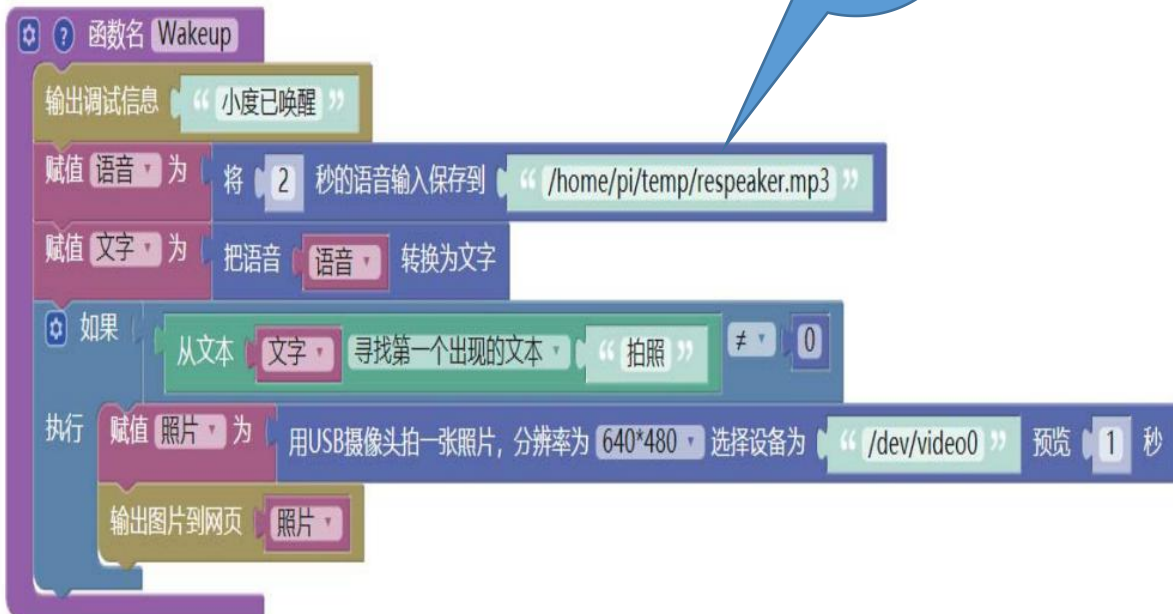 函数名 Wakeup
输出调试信息 “ 小度已唤醒 ”
赋值 语音 为 将 2 秒的语音输入保存到 “ /home/pi/temp/respeaker.mp3 ”
赋值 文字 为 把语音 语音 转换为文字
如果 从文本 文字 寻找第一个出现的文本 “ 拍照 ” ≠ 0
执行 赋值 照片 为 用USB摄像头拍一张照片，分辨率为 640*480 选择设备为 “ /dev/video0 ” 预览 1 秒
输出图片到网页 照片